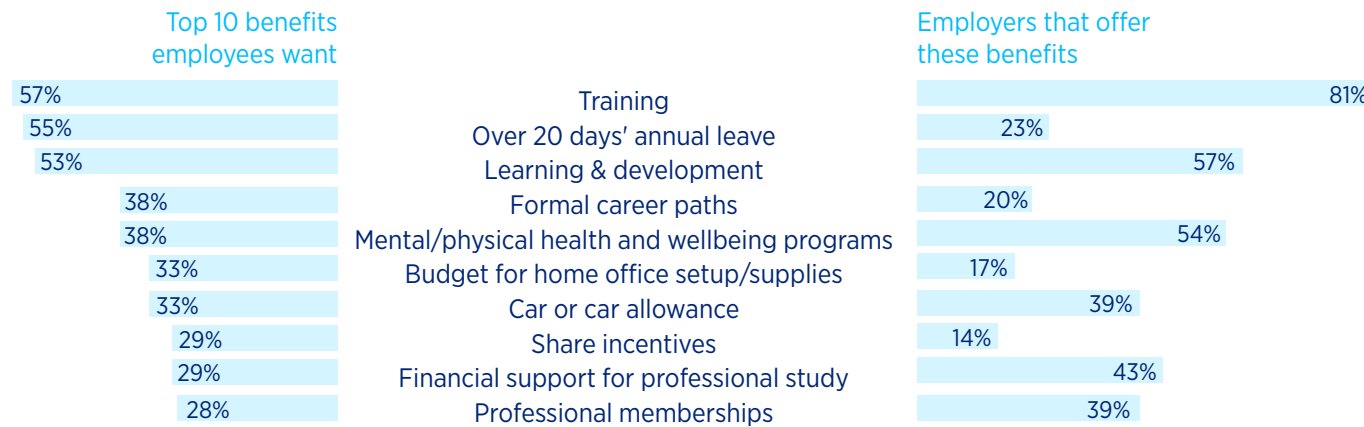 Top 10 benefits
employees want
Employers that offer
these benefits
57% Training 81%
55% Over 20 days' annual leave 23%
53% Learning & development 57%
38% Formal career paths 20%
38% Mental/physical health and wellbeing programs 54%
33% Budget for home office setup/supplies 17%
33% Car or car allowance 39%
29% Share incentives 14%
29% Financial support for professional study 43%
28% Professional memberships 39%